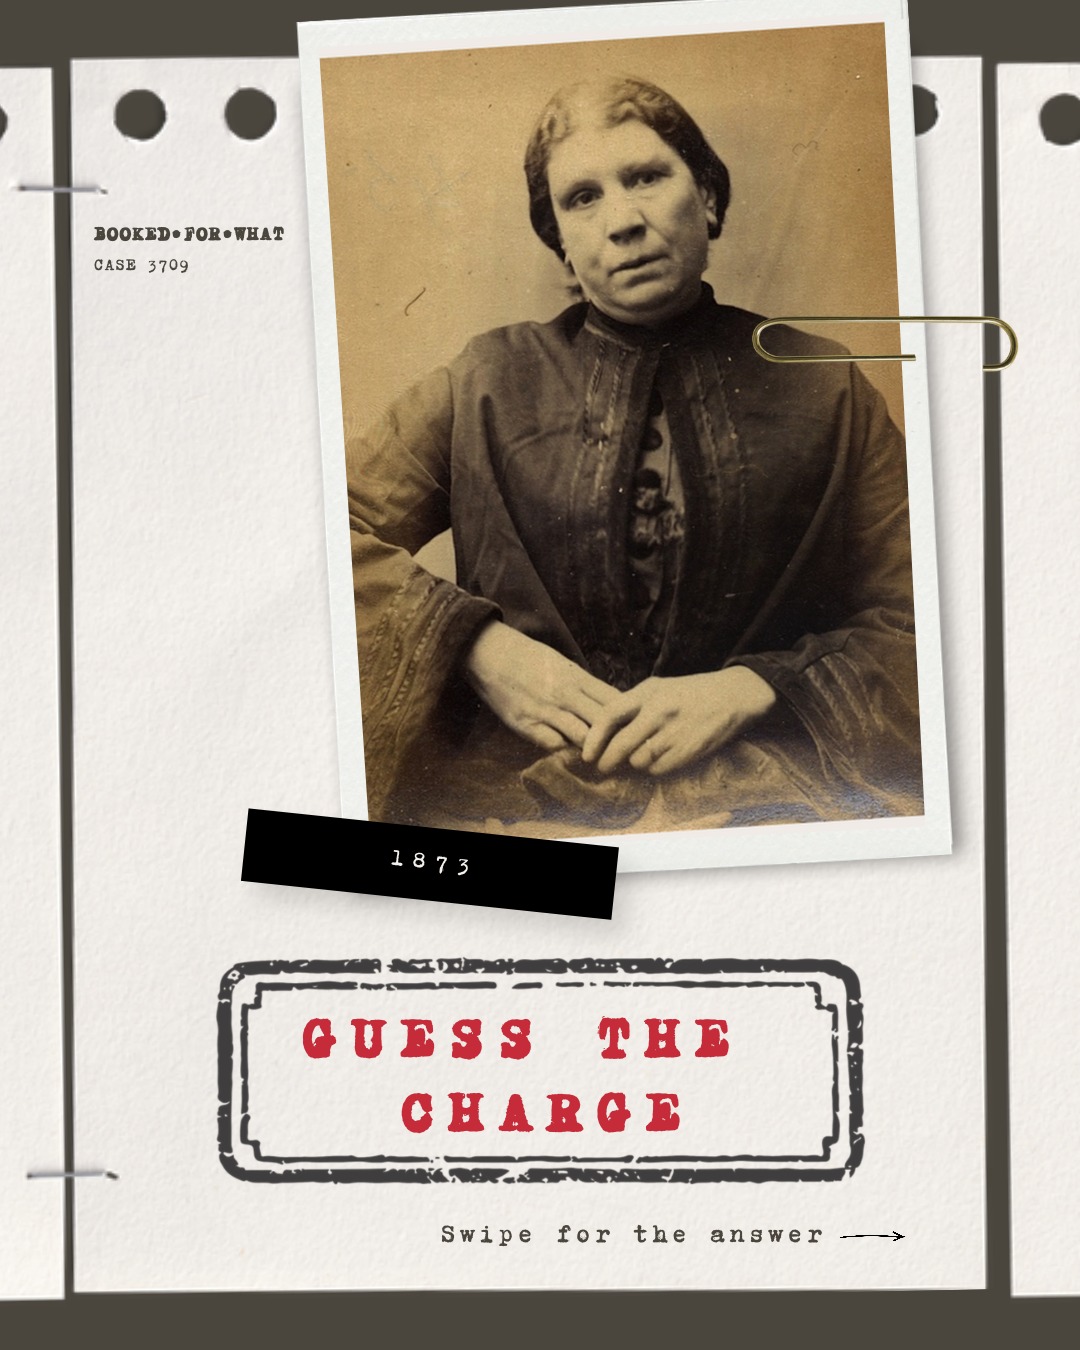 BOOKED•FOR•WHAT
CASE 3709
1873
GUESS THE
CHARGE
Swipe for the answer